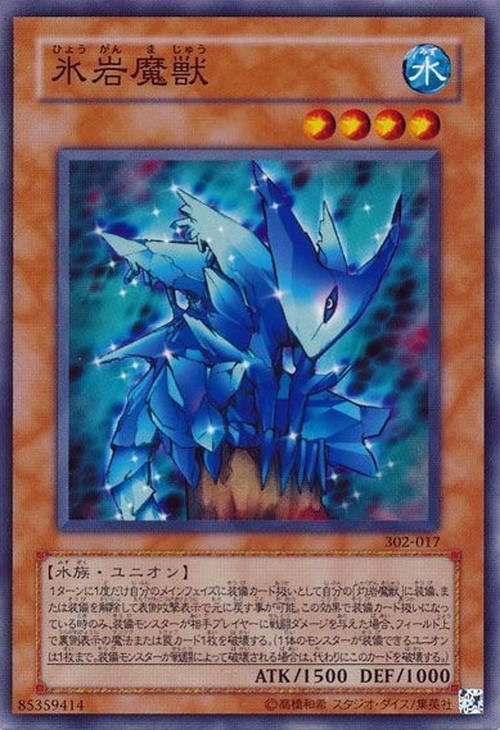 ひょう がん ま じゅう
氷岩魔獣
みず
水
302-017
【水族・ユニオン】
1ターンに1度だけ自分のメインフェイズに装備カード扱いとして自分の「灼岩魔獣」に装備、ま
たは装備を解除して表側攻撃表示で元に戻す事が可能。この効果で装備カード扱いになっ
ている時のみ、装備モンスターが相手プレイヤーに戦闘ダメージを与えた場合、フィールド上
で裏側表示の魔法または罠カード1枚を破壊する。(1体のモンスターが装備できるユニオン
は1枚まで。装備モンスターが戦闘によって破壊される場合は、代わりにこのカードを破壊する。)
ATK/1500 DEF/1000
85359414
©高橋和希 スタジオ・ダイス/集英社